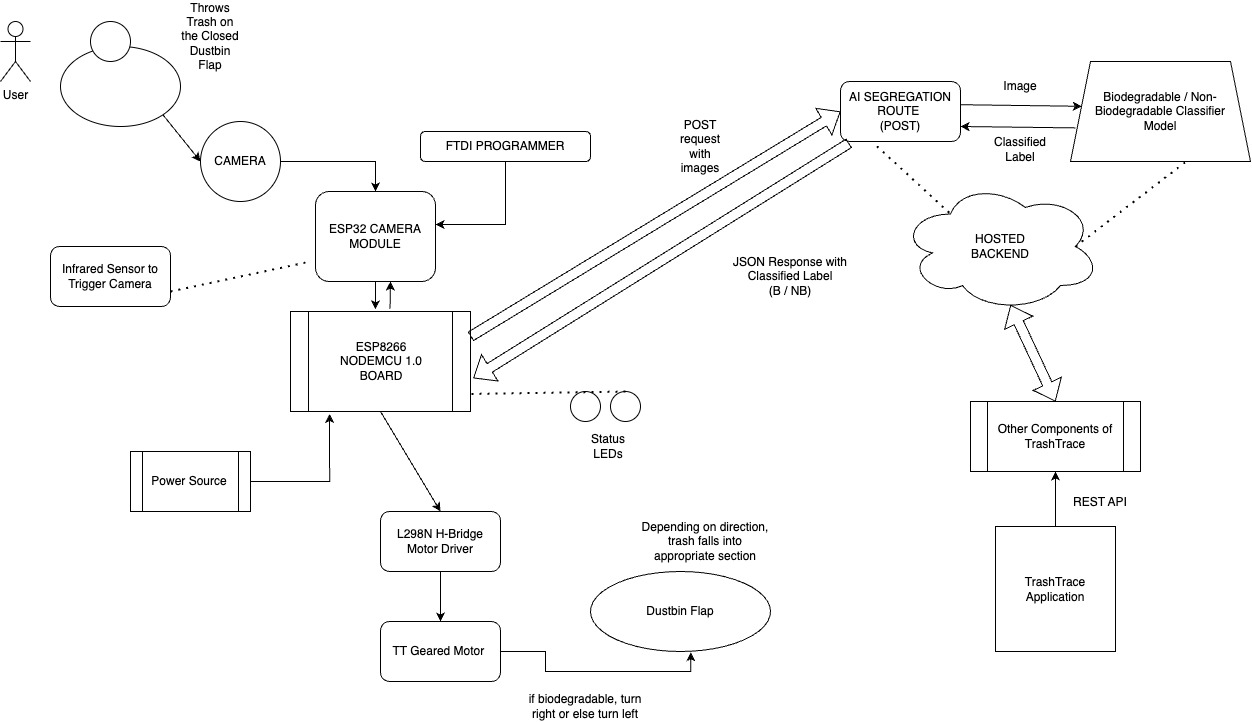 Throws
Trash on
the Closed
Dustbin
Flap
User
CAMERA
FTDI PROGRAMMER
ESP32 CAMERA
MODULE
Infrared Sensor to
Trigger Camera
ESP8266
NODEMCU 1.0
BOARD
Power Source
Status
LEDs
L298N H-Bridge
Motor Driver
TT Geared Motor
if biodegradable, turn
right or else turn left
Depending on direction,
trash falls into
appropriate section
Dustbin Flap
POST
request
with
images
JSON Response with
Classified Label
(B / NB)
AI SEGREGATION
ROUTE
(POST)
Image
Classified
Label
Biodegradable / Non-
Biodegradable Classifier
Model
HOSTED
BACKEND
Other Components of
TrashTrace
REST API
TrashTrace
Application